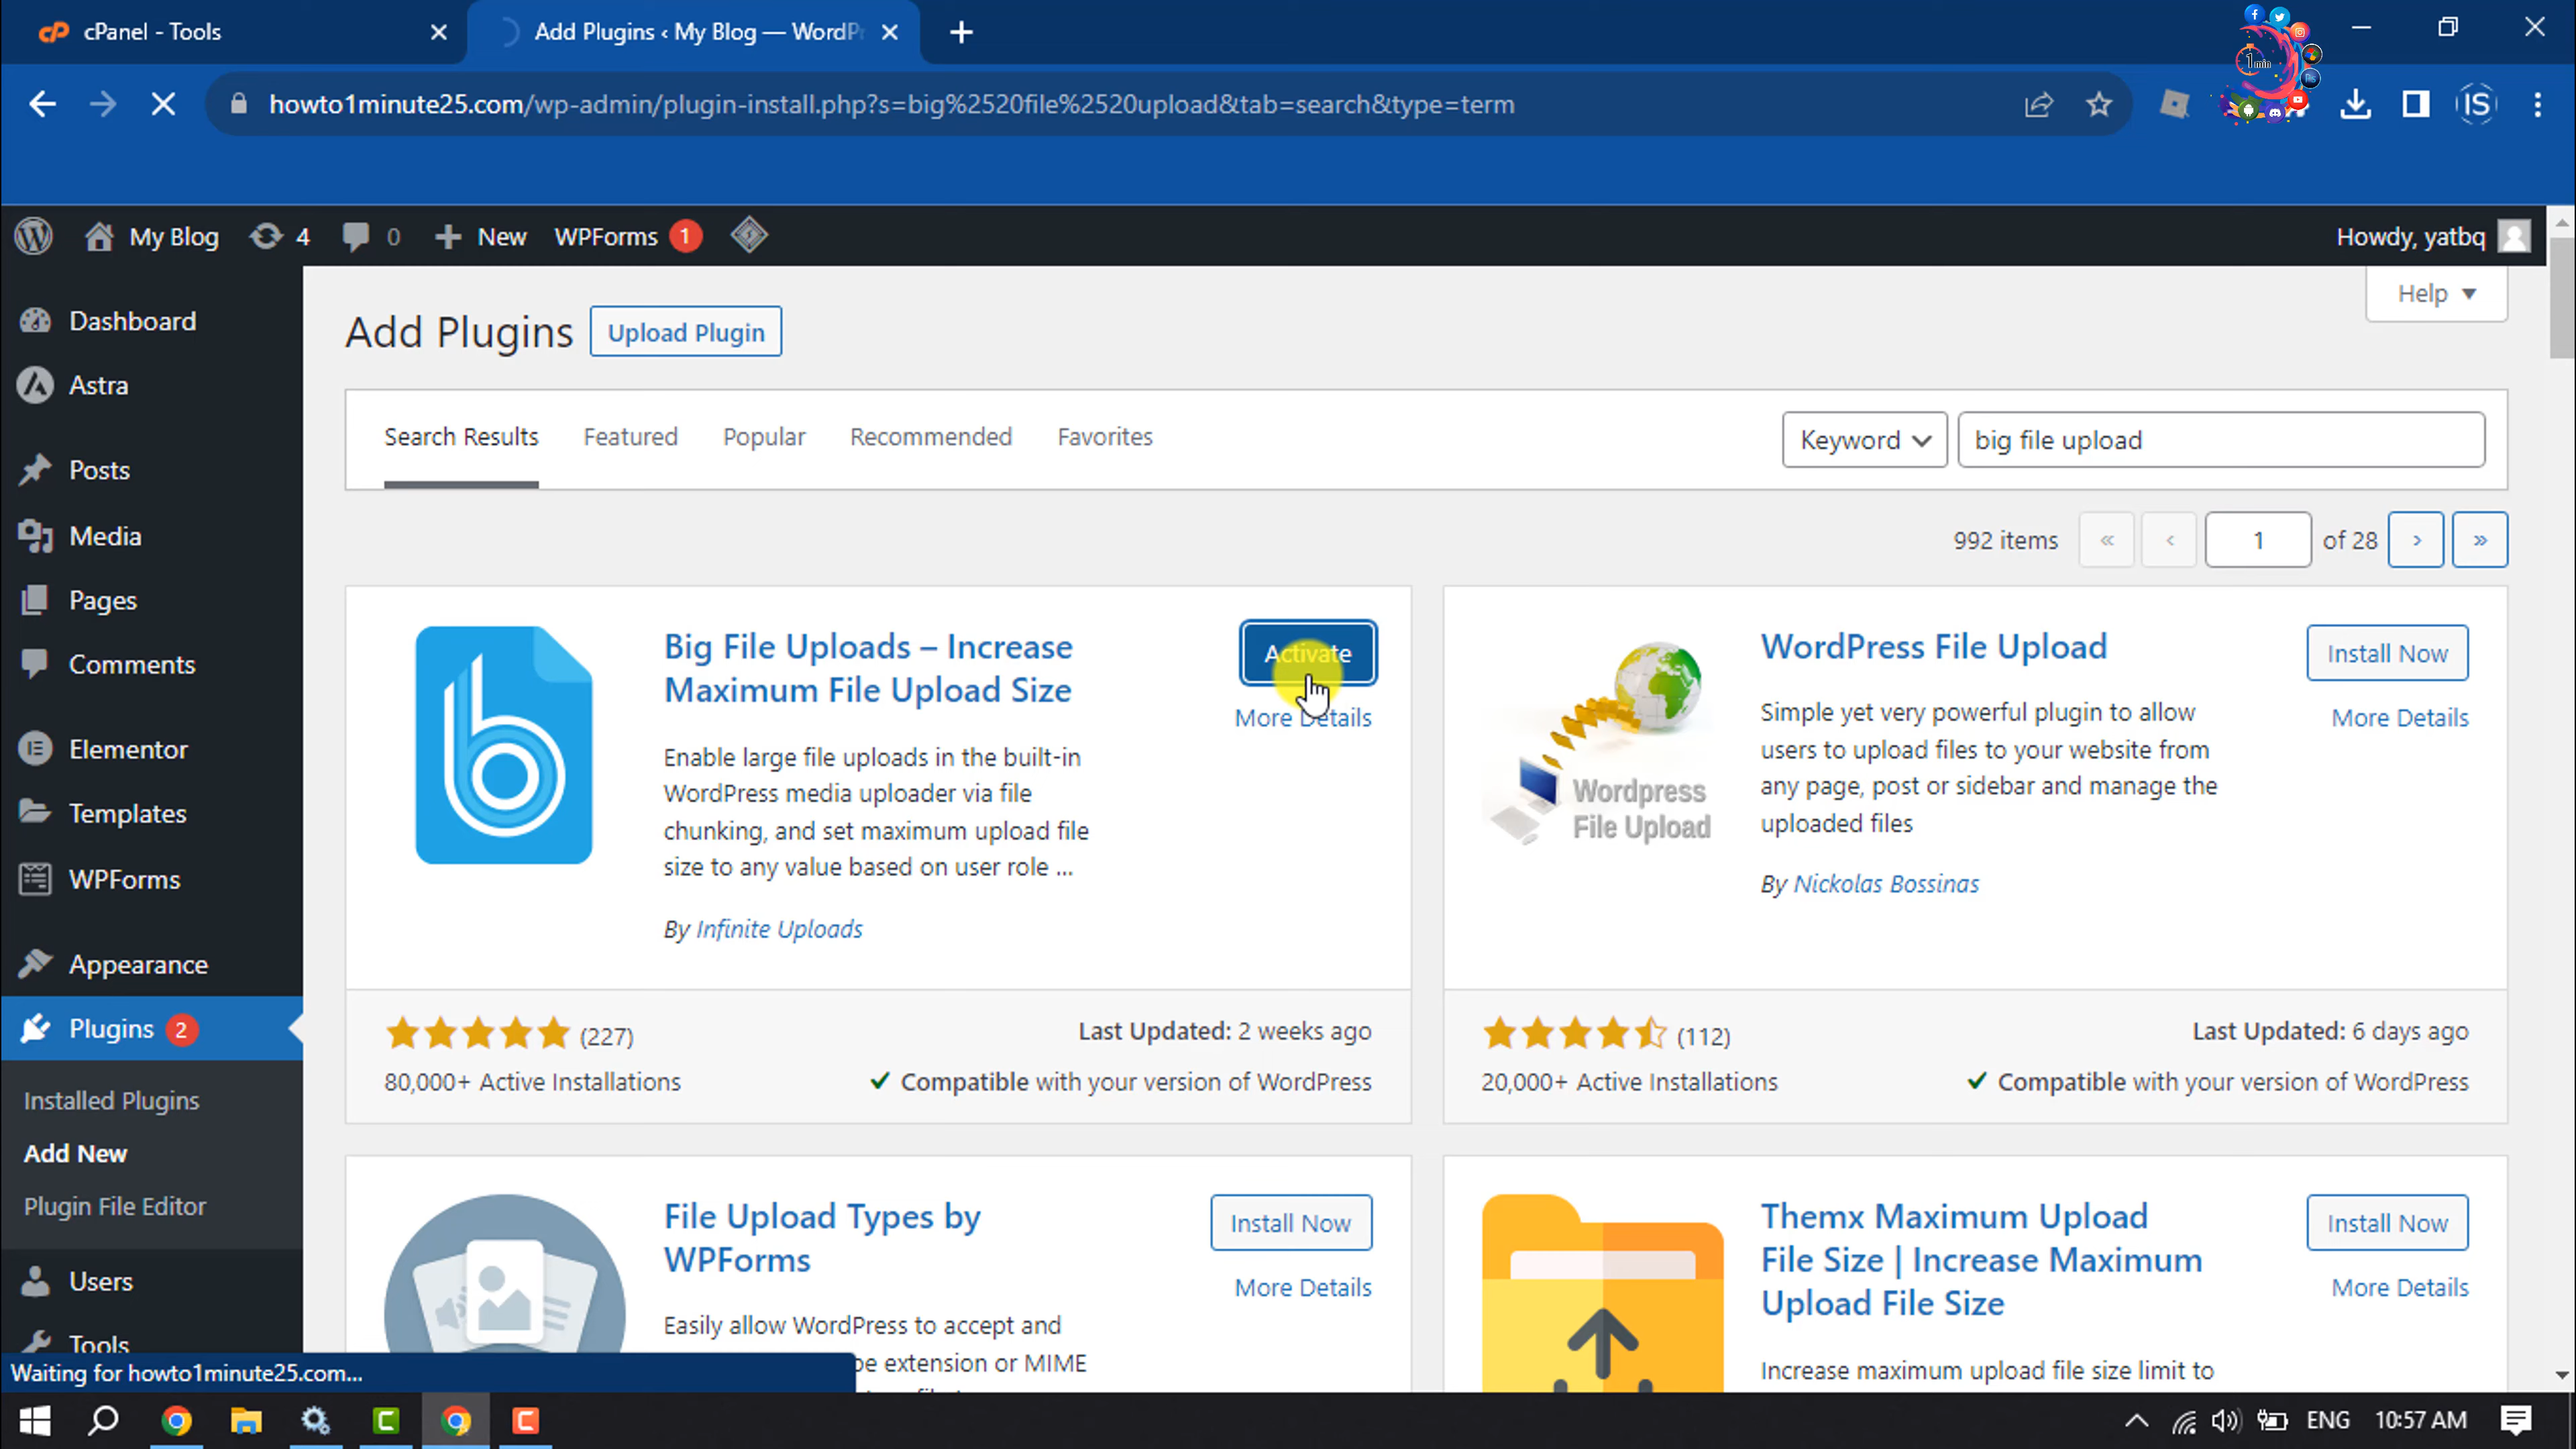 cPanel - Tools
Add Plugins ‹ My Blog — WordPr
howto1minute25.com/wp-admin/plugin-install.php?s=big%2520file%2520upload&tab=search&type=term
1 min
Ps
IS
My Blog 4 0 New WPForms 1
Howdy, yatbq
Help
Dashboard
Astra
Posts
Media
Pages
Comments
Elementor
Templates
WPForms
Appearance
Plugins 2
Installed Plugins
Add New
Plugin File Editor
Users
Tools
Add Plugins
Upload Plugin
Search Results Featured Popular Recommended Favorites
Keyword
big file upload
992 items « ‹ 1 of 28 › »
Big File Uploads – Increase
Maximum File Upload Size
Activate
More Details
Enable large file uploads in the built-in
WordPress media uploader via file
chunking, and set maximum upload file
size to any value based on user role ...
By Infinite Uploads
(227)
Last Updated: 2 weeks ago
80,000+ Active Installations
Compatible with your version of WordPress
Wordpress
File Upload
WordPress File Upload
Install Now
More Details
Simple yet very powerful plugin to allow
users to upload files to your website from
any page, post or sidebar and manage the
uploaded files
By Nickolas Bossinas
(112)
Last Updated: 6 days ago
20,000+ Active Installations
Compatible with your version of WordPress
File Upload Types by
WPForms
Install Now
More Details
Easily allow WordPress to accept and
pe extension or MIME
Themx Maximum Upload
File Size | Increase Maximum
Upload File Size
Install Now
More Details
Increase maximum upload file size limit to
Waiting for howto1minute25.com...
ENG 10:57 AM